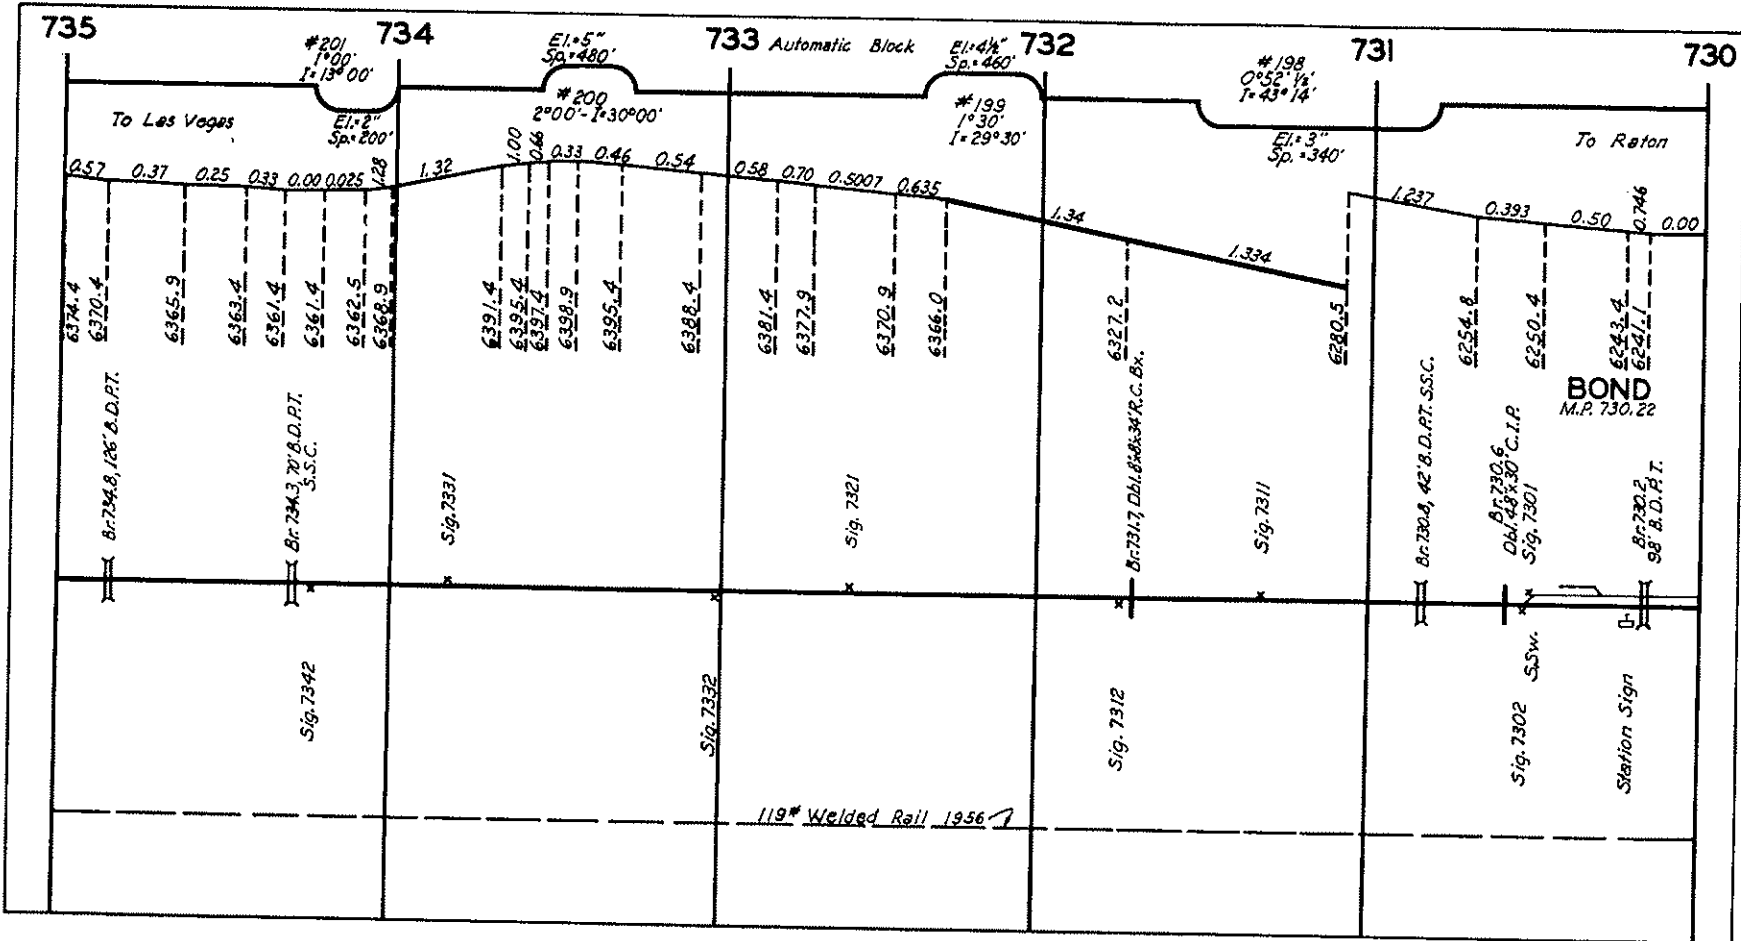 735
734
733
Automatic Block
732
731
730
#201
1°00'
I=13°00'
El.=2"
Sp.=200'
El.=5"
Sp.=480'
#200
2°00'-I=30°00'
El.=4½"
Sp.=460'
#199
1°30'
I=29°30'
#198
0°52'½'
I=43°14'
El.=3"
Sp.=340'
To Las Vegas
To Raton
0.57
0.37
0.25
0.33
0.00
0.025
1.28
1.32
1.00
0.66
0.33
0.46
0.54
0.58
0.70
0.5007
0.635
1.34
1.334
1.237
0.393
0.50
0.746
0.00
6374.4
6370.4
6365.9
6363.4
6361.4
6361.4
6362.5
6368.9
6391.4
6395.4
6397.4
6398.9
6395.4
6388.4
6381.4
6377.9
6370.9
6366.0
6327.2
6280.5
6254.8
6250.4
6243.4
6241.1
BOND
M.P. 730.22
Br.734.8, 126' B.D.P.T.
Br.734.3, 70' B.D.P.T.
S.S.C.
Sig. 7331
Sig. 7321
Br.731.7, Dbl.8'x8'x34'R.C.Bx.
Sig. 7311
Br.730.8, 42' B.D.P.T. S.S.C.
Br.730.6
Dbl.48"x30' C.I.P.
Sig. 7301
Br.730.2
98' B.D.P.T.
Sig. 7342
Sig. 7332
Sig. 7312
Sig. 7302
S.Sw.
Station Sign
119# Welded Rail 1956